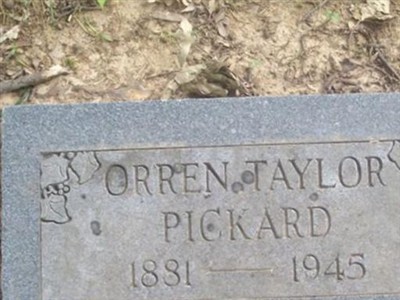 ORREN TAYLOR
PICKARD
1881 — 1945